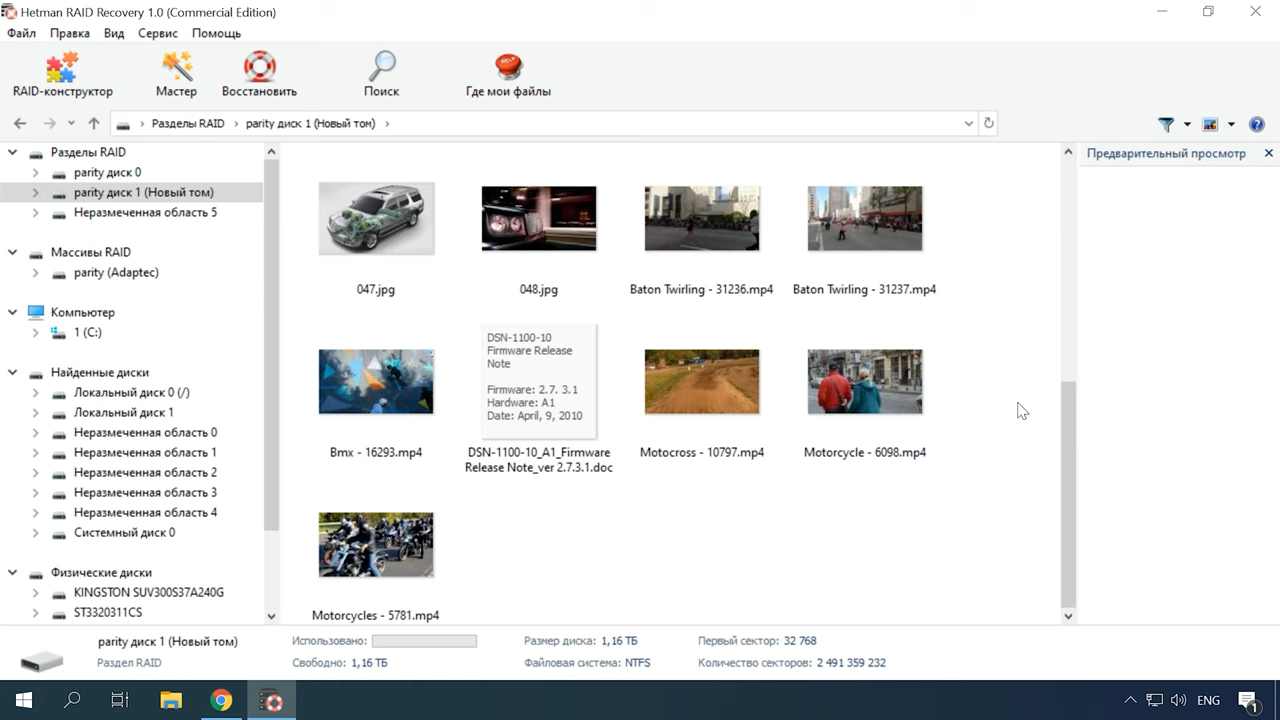 Hetman RAID Recovery 1.0 (Commercial Edition)
Файл Правка Вид Сервис Помощь
RAID-конструктор Мастер Восстановить Поиск Где мои файлы
Разделы RAID parity диск 1 (Новый том)
Разделы RAID
parity диск 0
parity диск 1 (Новый том)
Неразмеченная область 5
Массивы RAID
parity (Adaptec)
Компьютер
1 (C:)
Найденные диски
Локальный диск 0 (/)
Локальный диск 1
Неразмеченная область 0
Неразмеченная область 1
Неразмеченная область 2
Неразмеченная область 3
Неразмеченная область 4
Системный диск 0
Физические диски
KINGSTON SUV300S37A240G
ST3320311CS
047.jpg
048.jpg
Baton Twirling - 31236.mp4
Baton Twirling - 31237.mp4
DSN-1100-10
Firmware Release
Note
Firmware: 2.7. 3.1
Hardware: A1
Date: April, 9, 2010
Bmx - 16293.mp4
DSN-1100-10_A1_Firmware
Release Note_ver 2.7.3.1.doc
Motocross - 10797.mp4
Motorcycle - 6098.mp4
Motorcycles - 5781.mp4
Предварительный просмотр
parity диск 1 (Новый том)
Раздел RAID
Использовано:
Свободно: 1,16 ТБ
Размер диска: 1,16 ТБ
Файловая система: NTFS
Первый сектор: 32 768
Количество секторов: 2 491 359 232
ENG
1